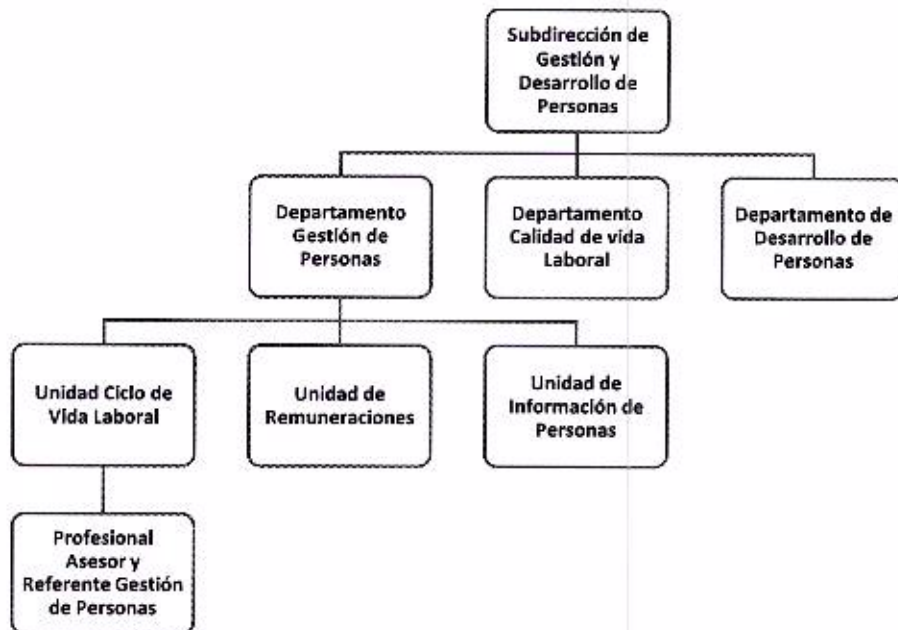 Subdirección de
Gestión y
Desarrollo de
Personas
Departamento
Gestión de
Personas
Departamento
Calidad de vida
Laboral
Departamento de
Desarrollo de
Personas
Unidad Ciclo de
Vida Laboral
Unidad de
Remuneraciones
Unidad de
Información de
Personas
Profesional
Asesor y
Referente Gestión
de Personas